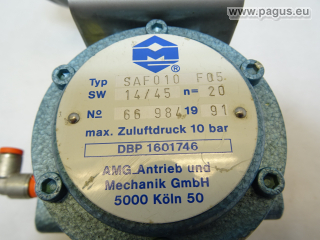 www.pagus.eu
®
Typ SAF010 F05
SW 14/45 n= 20
No 66 984 19 91
max. Zuluftdruck 10 bar
DBP 1601746
AMG Antrieb und
Mechanik GmbH
5000 Köln 50